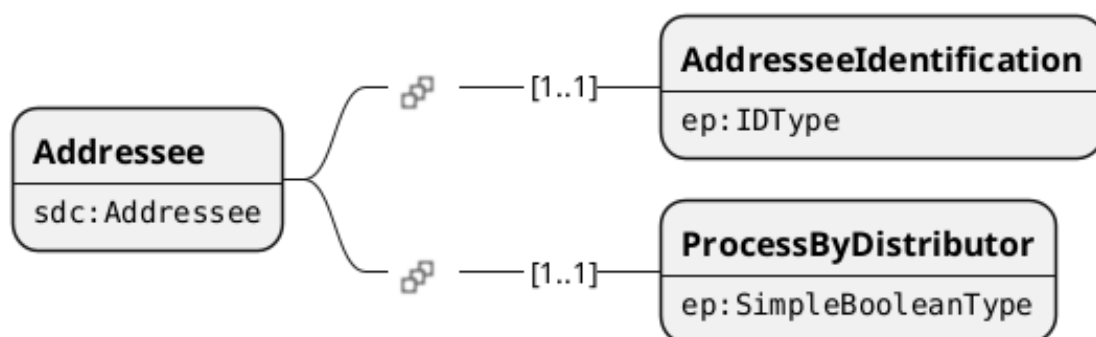 AddresseeIdentification
[1..1]
ep:IDType
Addressee
sdc:Addressee
ProcessByDistributor
[1..1]
ep:SimpleBooleanType